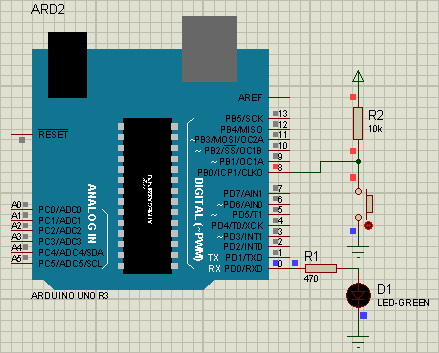 ARD2
AREF
RESET
PB5/SCK 13
PB4/MISO 12
~ PB3/MOSI/OC2A 11
~ PB2/SS/OC1B 10
~ PB1/OC1A 9
PB0/ICP1/CLKO 8
PD7/AIN1 7
~ PD6/AIN0 6
~ PD5/T1 5
PD4/T0/XCK 4
~ PD3/INT1 3
PD2/INT0 2
TX PD1/TXD 1
RX PD0/RXD 0
A0 PC0/ADC0
A1 PC1/ADC1
A2 PC2/ADC2
A3 PC3/ADC3
A4 PC4/ADC4/SDA
A5 PC5/ADC5/SCL
ANALOG IN
DIGITAL (~PWM)
ARDUINO UNO R3
R2
10k
R1
470
D1
LED-GREEN